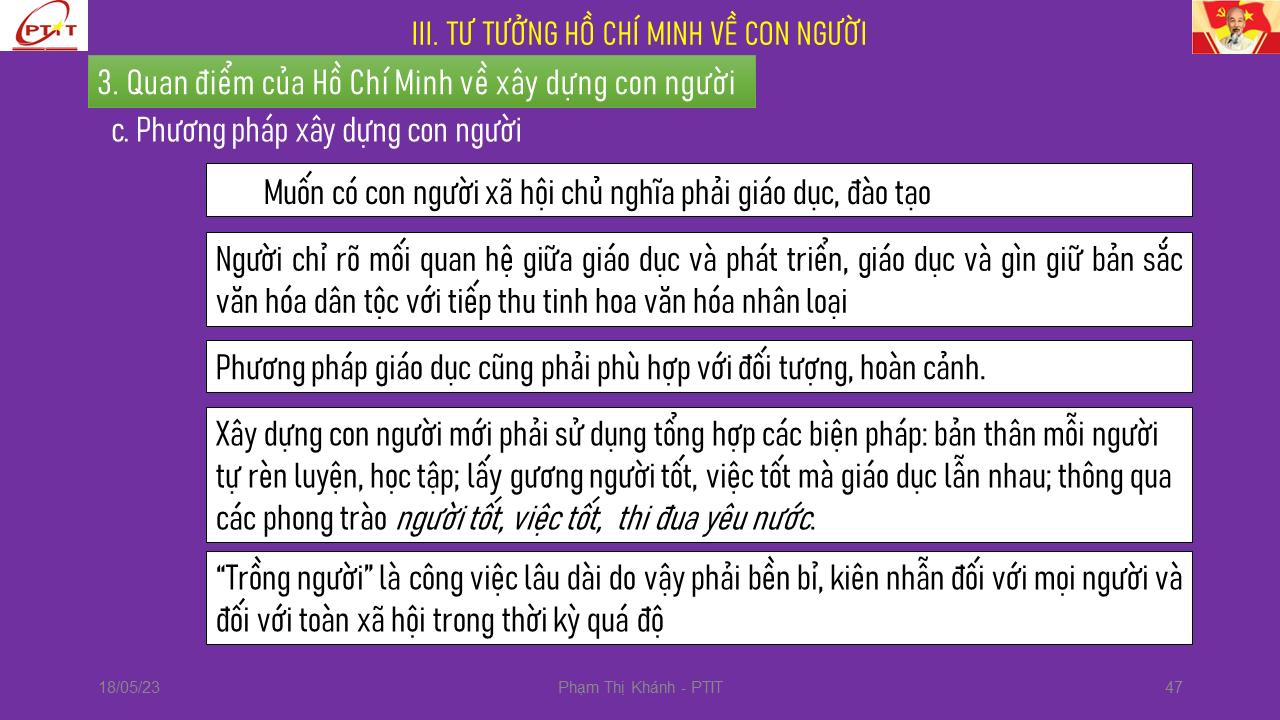 PTIT
III. TƯ TƯỞNG HỒ CHÍ MINH VỀ CON NGƯỜI
3. Quan điểm của Hồ Chí Minh về xây dựng con người
c. Phương pháp xây dựng con người
Muốn có con người xã hội chủ nghĩa phải giáo dục, đào tạo
Người chỉ rõ mối quan hệ giữa giáo dục và phát triển, giáo dục và gìn giữ bản sắc
văn hóa dân tộc với tiếp thu tinh hoa văn hóa nhân loại
Phương pháp giáo dục cũng phải phù hợp với đối tượng, hoàn cảnh.
Xây dựng con người mới phải sử dụng tổng hợp các biện pháp: bản thân mỗi người
tự rèn luyện, học tập; lấy gương người tốt, việc tốt mà giáo dục lẫn nhau; thông qua
các phong trào người tốt, việc tốt, thi đua yêu nước.
“Trồng người” là công việc lâu dài do vậy phải bền bỉ, kiên nhẫn đối với mọi người và
đối với toàn xã hội trong thời kỳ quá độ
18/05/23
Phạm Thị Khánh - PTIT
47